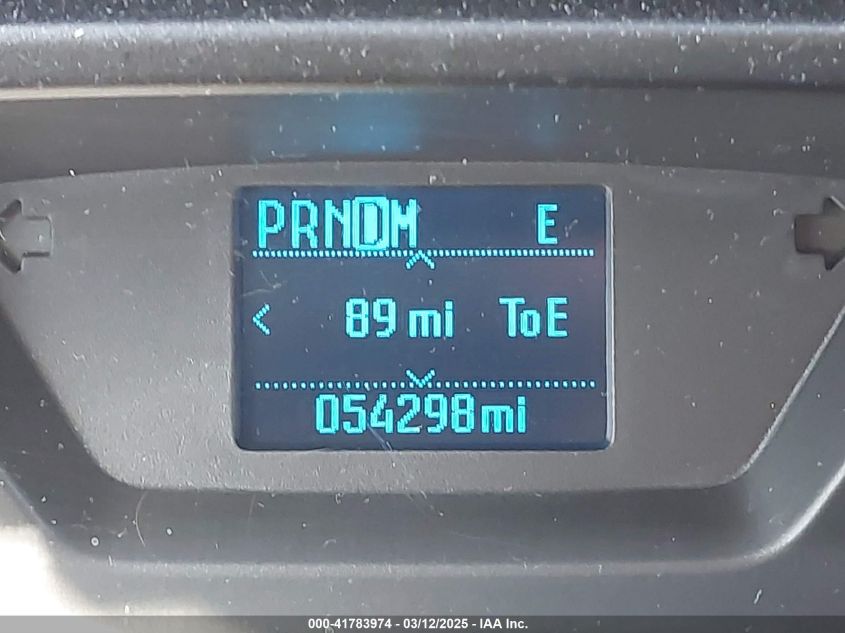 PRNDM E
< 89 mi ToE
054298mi
000-41783974 - 03/12/2025 - IAA Inc.